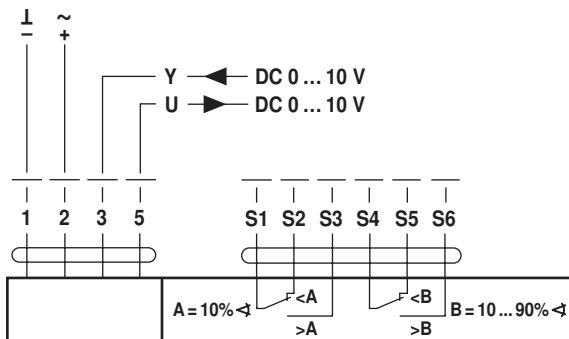 ⊥ ~
– +
Y DC 0 ... 10 V
U DC 0 ... 10 V
1 2 3 5 S1 S2 S3 S4 S5 S6
A = 10% ∢ <A <B B = 10 ... 90% ∢
>A >B